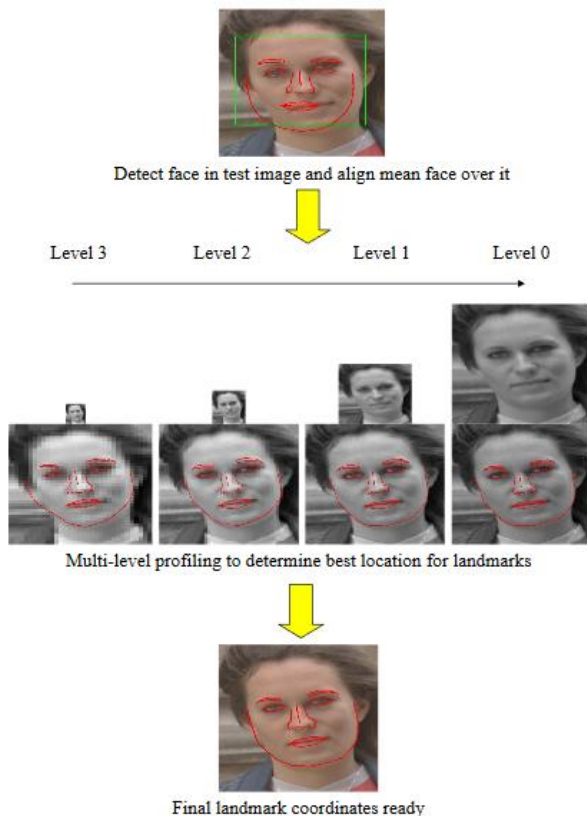 Detect face in test image and align mean face over it
Level 3 Level 2 Level 1 Level 0
Multi-level profiling to determine best location for landmarks
Final landmark coordinates ready